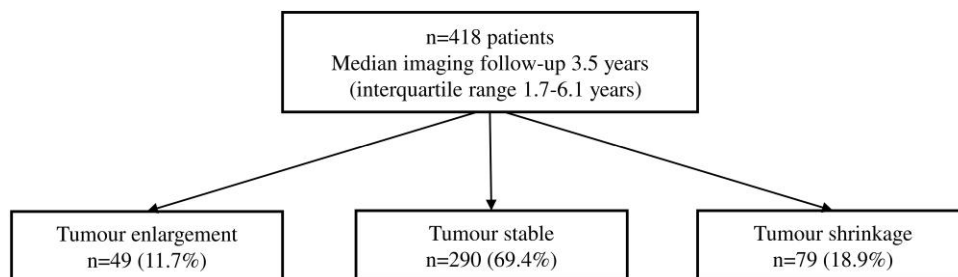 n=418 patients
Median imaging follow-up 3.5 years
(interquartile range 1.7-6.1 years)
Tumour enlargement
n=49 (11.7%)
Tumour stable
n=290 (69.4%)
Tumour shrinkage
n=79 (18.9%)